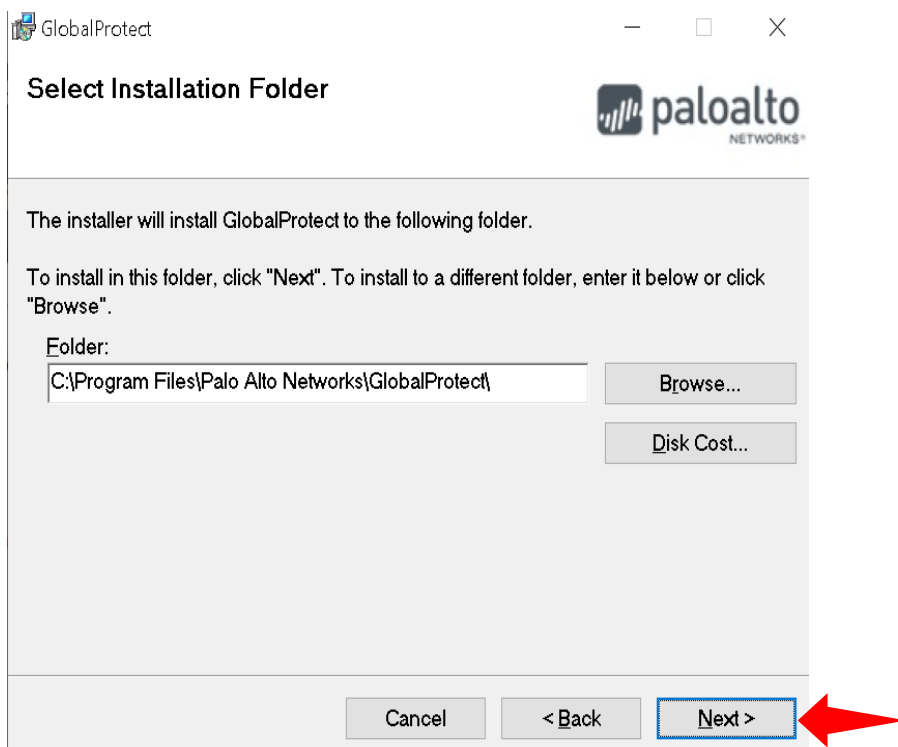 GlobalProtect
Select Installation Folder
paloalto
NETWORKS®
The installer will install GlobalProtect to the following folder.
To install in this folder, click "Next". To install to a different folder, enter it below or click
"Browse".
Folder:
C:\Program Files\Palo Alto Networks\GlobalProtect\
Browse...
Disk Cost...
Cancel
< Back
Next >